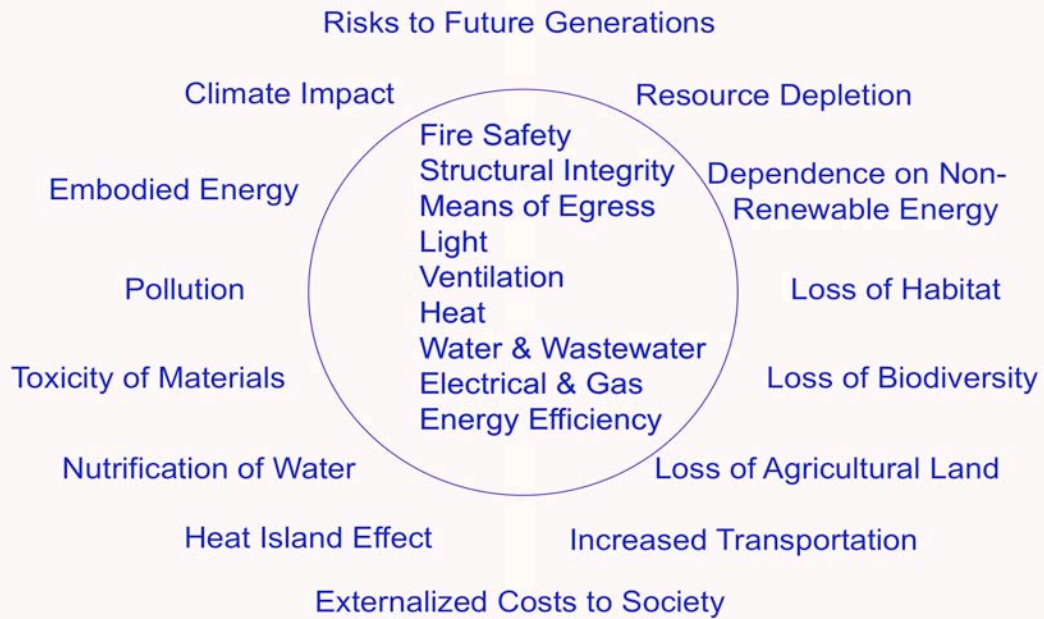 Risks to Future Generations
Climate Impact
Resource Depletion
Fire Safety
Structural Integrity
Means of Egress
Light
Ventilation
Heat
Water & Wastewater
Electrical & Gas
Energy Efficiency
Embodied Energy
Dependence on Non-
Renewable Energy
Pollution
Loss of Habitat
Toxicity of Materials
Loss of Biodiversity
Nutrification of Water
Loss of Agricultural Land
Heat Island Effect
Increased Transportation
Externalized Costs to Society